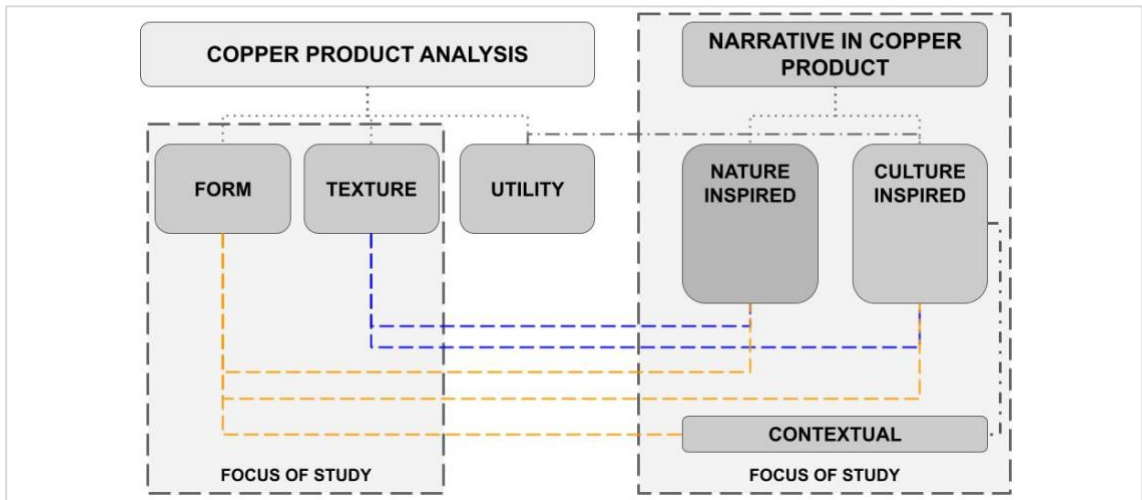 COPPER PRODUCT ANALYSIS
NARRATIVE IN COPPER
PRODUCT
FORM
TEXTURE
UTILITY
NATURE
INSPIRED
CULTURE
INSPIRED
CONTEXTUAL
FOCUS OF STUDY
FOCUS OF STUDY